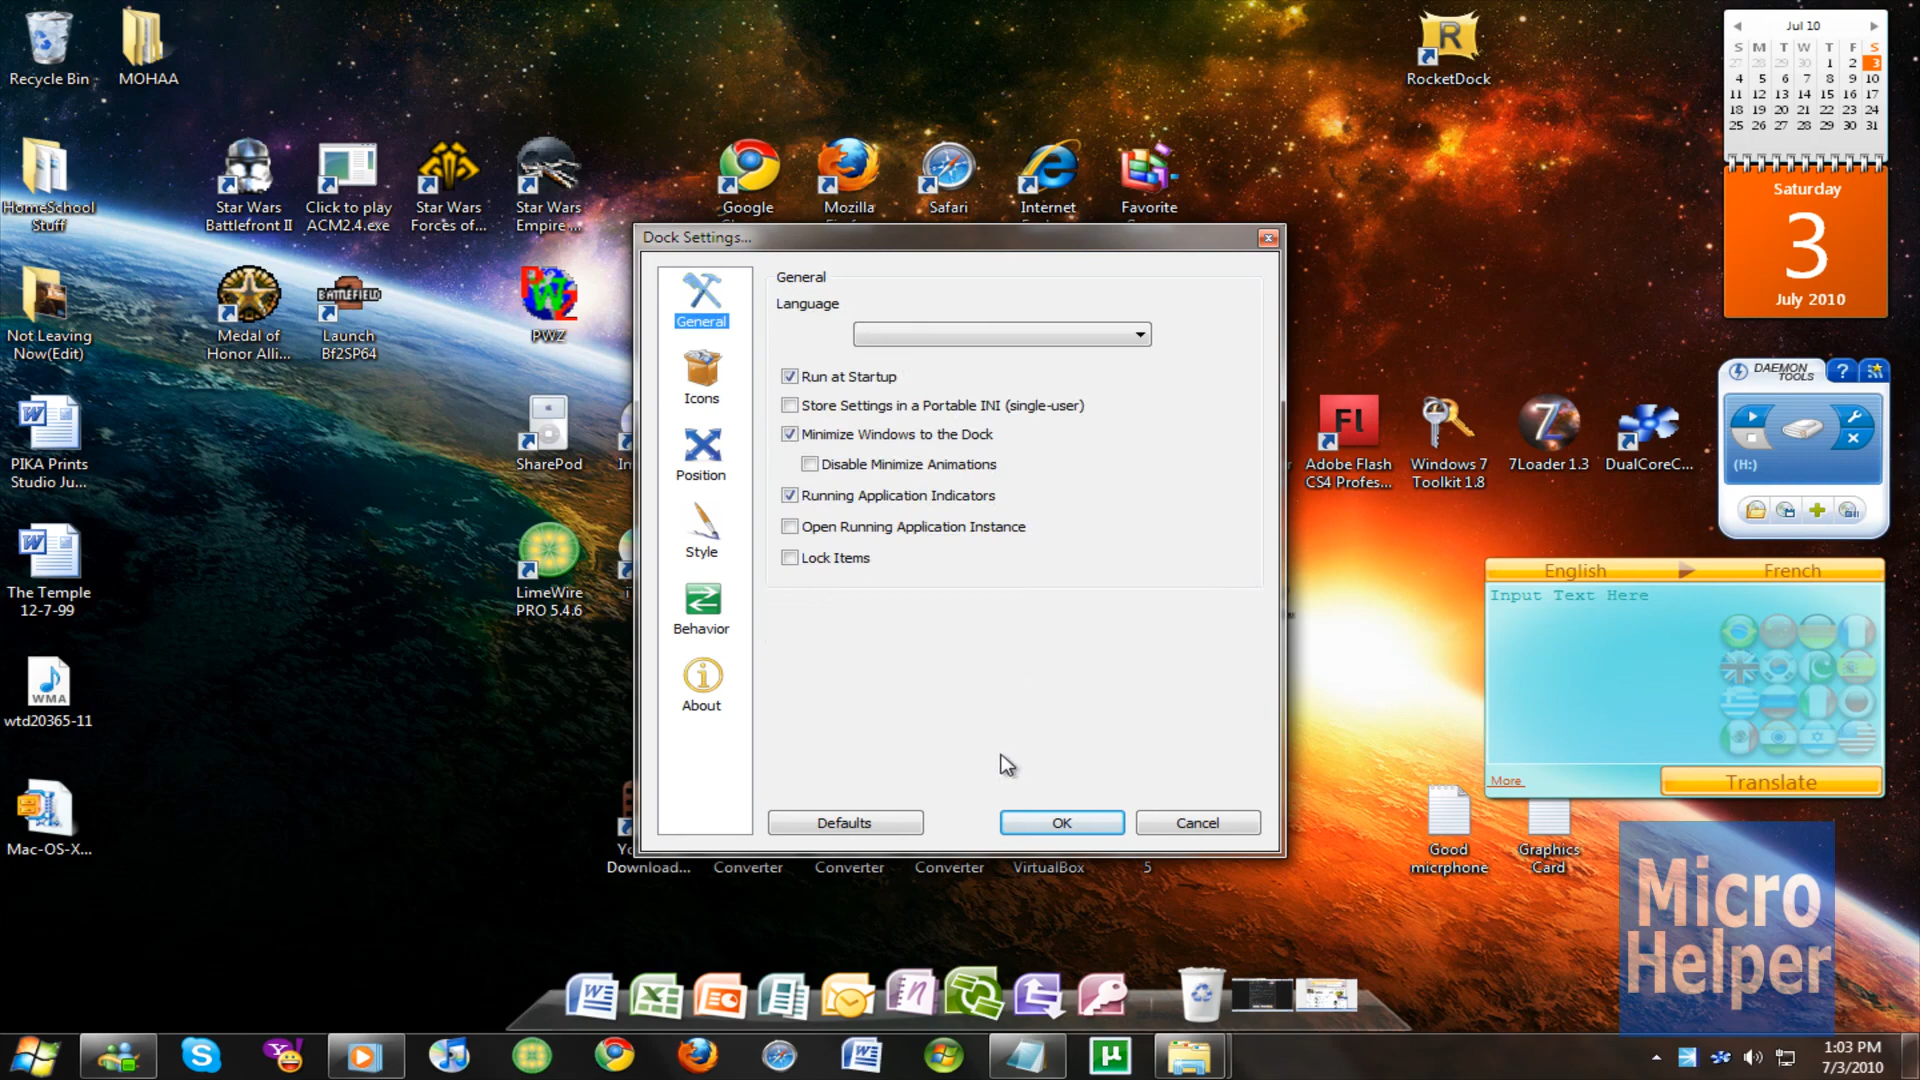 Recycle Bin
MOHAA
RocketDock
Jul 10
S M T W T F S
27 28 29 30 1 2 3
4 5 6 7 8 9 10
11 12 13 14 15 16 17
18 19 20 21 22 23 24
25 26 27 28 29 30 31
Saturday
3
July 2010
HomeSchool
Stuff
Star Wars
Battlefront II
Click to play
ACM2.4.exe
Star Wars
Forces of...
Star Wars
Empire ...
Google
Mozilla
Safari
Internet
Favorite
Not Leaving
Now(Edit)
Medal of
Honor Alli...
BATTLEFIELD
Launch
Bf2SP64
PWZ
PWZ
Dock Settings...
General
Icons
Position
Style
Behavior
About
General
Language
Run at Startup
Store Settings in a Portable INI (single-user)
Minimize Windows to the Dock
Disable Minimize Animations
Running Application Indicators
Open Running Application Instance
Lock Items
Defaults
OK
Cancel
DAEMON
TOOLS
(H:)
PIKA Prints
Studio Ju...
SharePod
Adobe Flash
CS4 Profes...
Windows 7
Toolkit 1.8
7Loader 1.3
DualCoreC...
The Temple
12-7-99
LimeWire
PRO 5.4.6
English
French
Input Text Here
More
Translate
WMA
wtd20365-11
Mac-OS-X...
Download...
Converter
Converter
Converter
VirtualBox
5
Good
micrphone
Graphics
Card
Micro
Helper
1:03 PM
7/3/2010